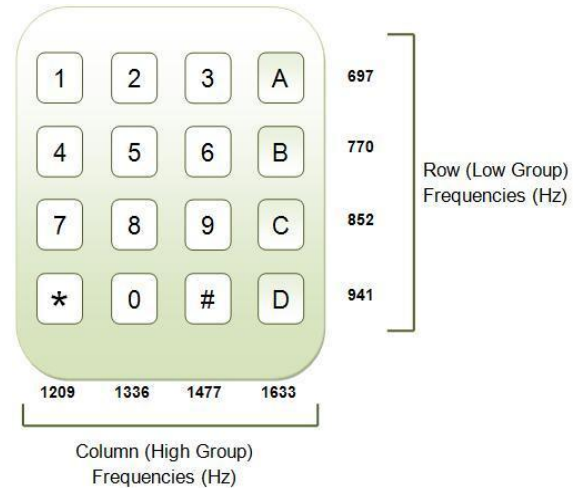 1 2 3 A 697
4 5 6 B 770
Row (Low Group)
Frequencies (Hz)
7 8 9 C 852
* 0 # D 941
1209 1336 1477 1633
Column (High Group)
Frequencies (Hz)